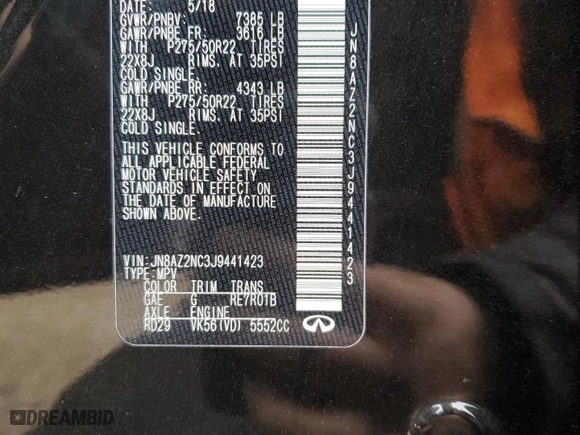 DATE: 5/18
GVWR/PNBV: 7385 LB
GAWR/PNBE FR: 3616 LB
WITH P275/50R22 TIRES
22X8J RIMS, AT 35PSI
COLD SINGLE.
GAWR/PNBE RR: 4343 LB
WITH P275/50R22 TIRES
22X8J RIMS, AT 35PSI
COLD SINGLE.
THIS VEHICLE CONFORMS TO
ALL APPLICABLE FEDERAL
MOTOR VEHICLE SAFETY
STANDARDS IN EFFECT ON
THE DATE OF MANUFACTURE
SHOWN ABOVE.
VIN:JN8AZ2NC3J9441423
TYPE:MPV
COLOR TRIM TRANS
GAE G RE7R01B
AXLE ENGINE
RD29 VK56(VD) 5552CC
INFINITI
JN8AZ2NC3J9441423
DREAMBID